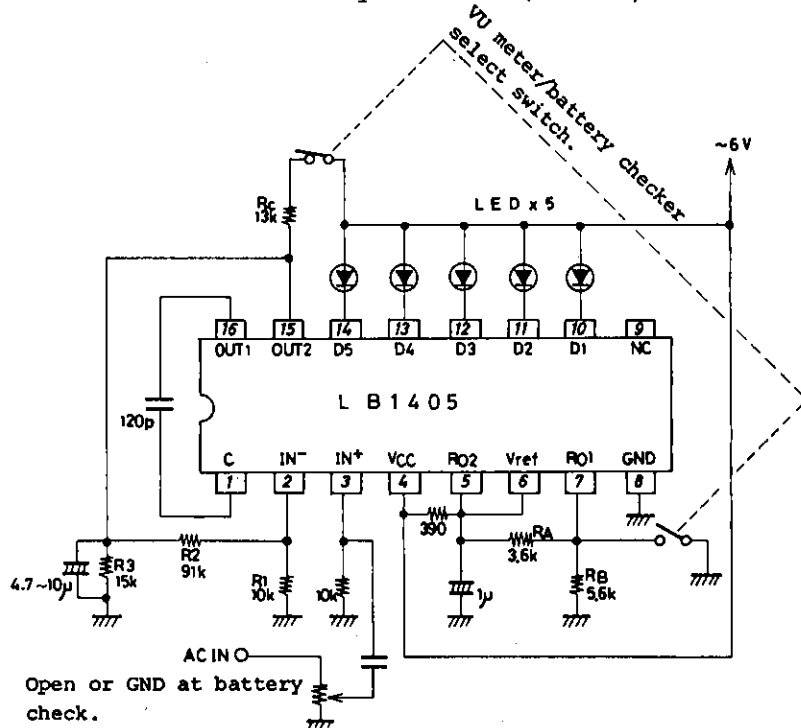 VU meter/battery checker
select switch.
~6V
Rc
13k
LED x 5
16 15 14 13 12 11 10 9
OUT1 OUT2 D5 D4 D3 D2 D1 NC
LB1405
120p
C IN⁻ IN⁺ VCC RO2 Vref RO1 GND
1 2 3 4 5 6 7 8
390
RA
3.6k
R2
91k
4.7~10μ
R3
15k
R1
10k
10k
1μ
RB
5.6k
AC IN
Open or GND at battery
check.